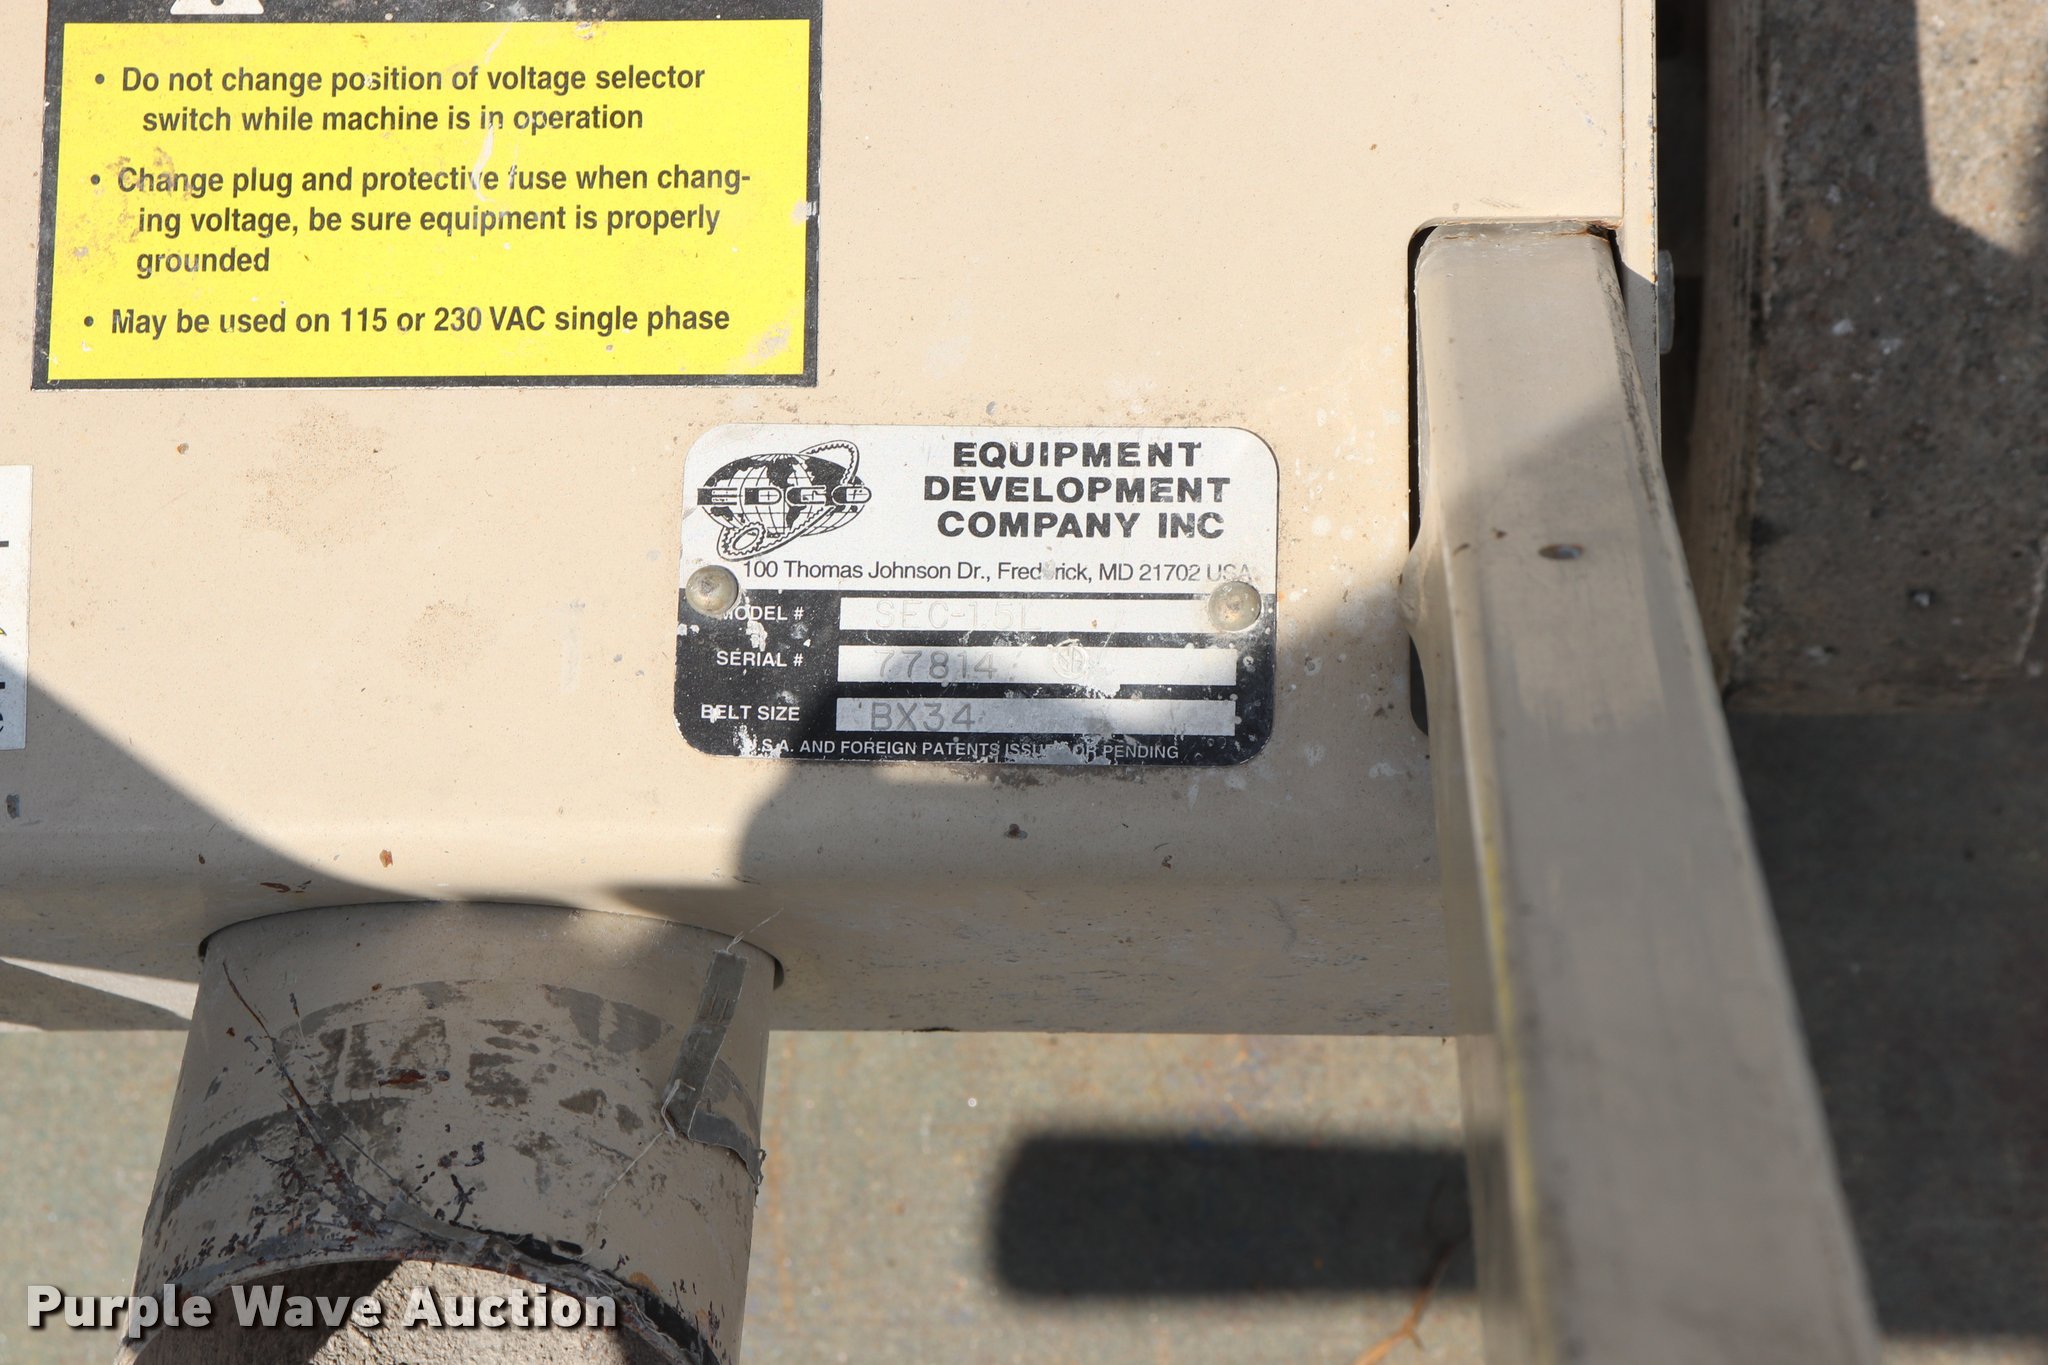 • Do not change position of voltage selector
switch while machine is in operation
• Change plug and protective fuse when chang-
ing voltage, be sure equipment is properly
grounded
• May be used on 115 or 230 VAC single phase
EDCO
EQUIPMENT
DEVELOPMENT
COMPANY INC
100 Thomas Johnson Dr., Frederick, MD 21702 USA
MODEL # SEC-1.5L
SERIAL # 77814
BELT SIZE BX34
U.S.A. AND FOREIGN PATENTS ISSUED OR PENDING
Purple Wave Auction